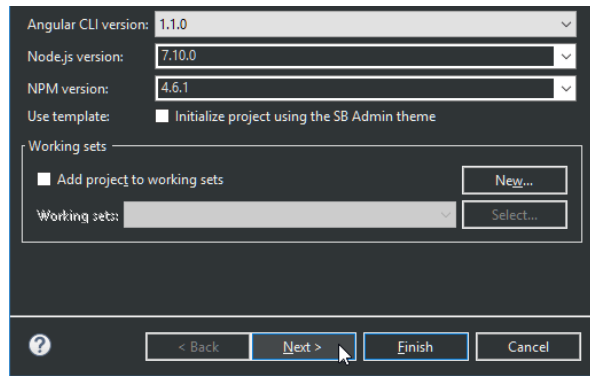 Angular CLI version: 1.1.0
Node.js version: 7.10.0
NPM version: 4.6.1
Use template: Initialize project using the SB Admin theme
Working sets
Add project to working sets New...
Working sets: Select...
? < Back Next > Finish Cancel